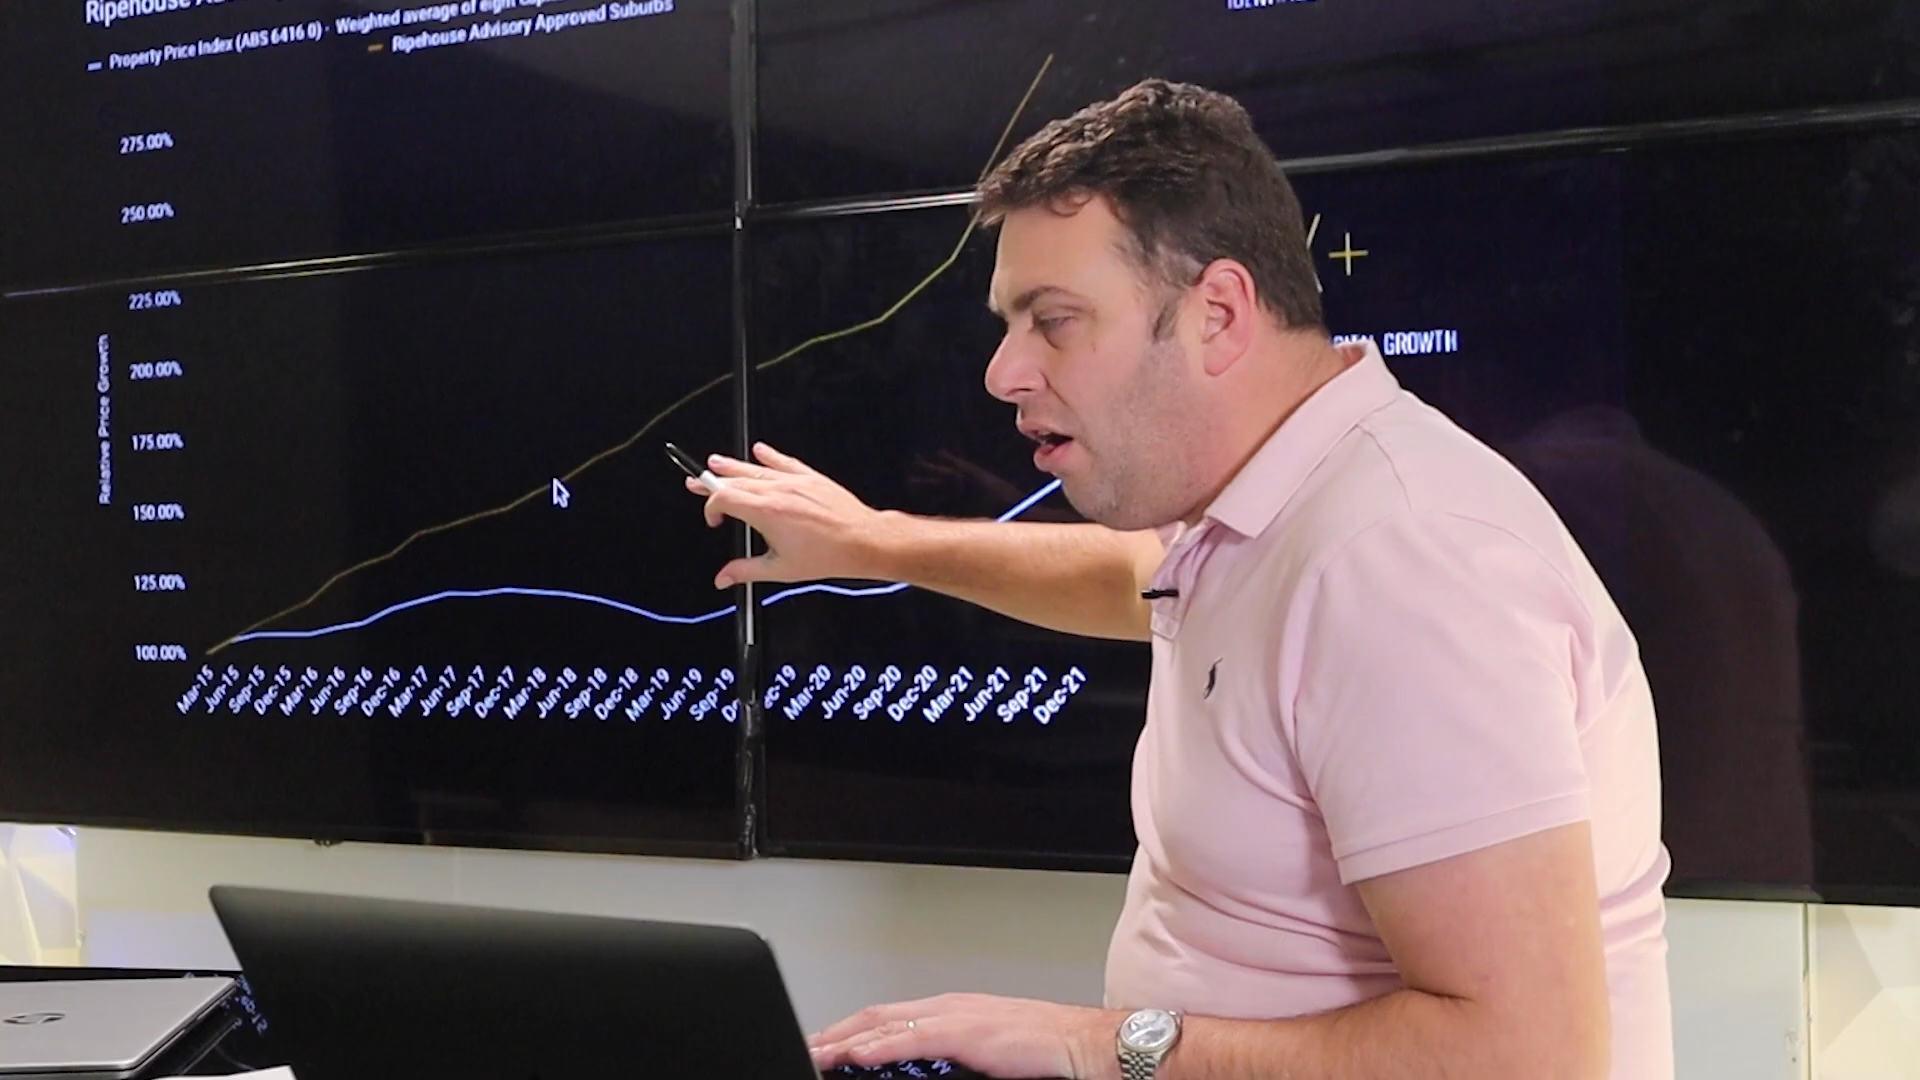 Ripehouse
Property Price Index (ABS 6416 0) · Weighted average of eight
Ripehouse Advisory Approved Suburbs
275.00%
250.00%
225.00%
200.00%
175.00%
150.00%
125.00%
100.00%
Relative Price Growth
Mar-15
Jun-15
Sep-15
Dec-15
Mar-16
Jun-16
Sep-16
Dec-16
Mar-17
Jun-17
Sep-17
Dec-17
Mar-18
Jun-18
Sep-18
Dec-18
Mar-19
Jun-19
Sep-19
Mar-20
Jun-20
Sep-20
Dec-20
Mar-21
Jun-21
Sep-21
Dec-21
+
GROWTH